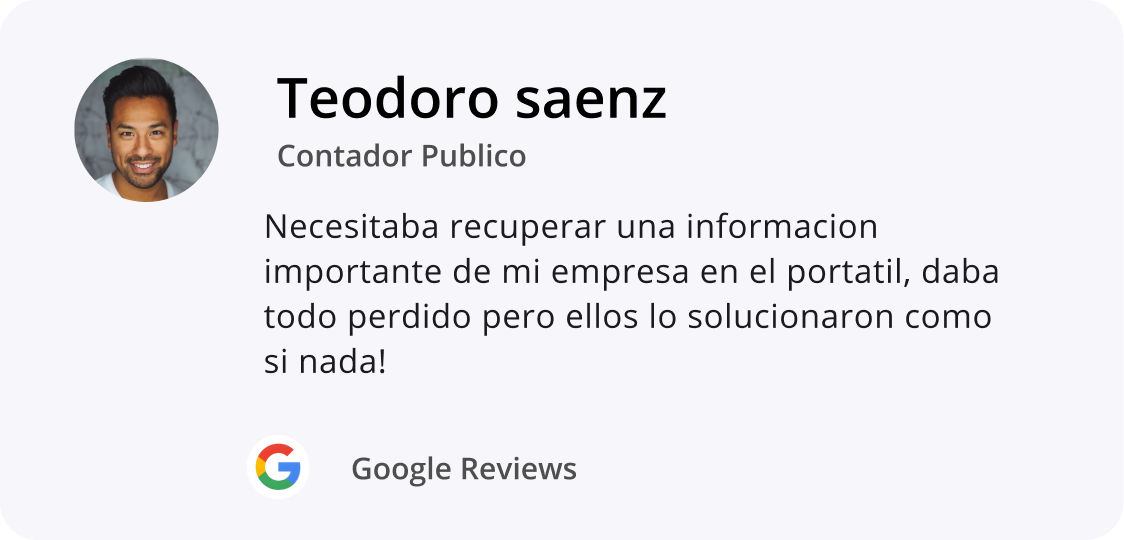 Teodoro saenz
Contador Publico
Necesitaba recuperar una informacion
importante de mi empresa en el portatil, daba
todo perdido pero ellos lo solucionaron como
si nada!
Google Reviews